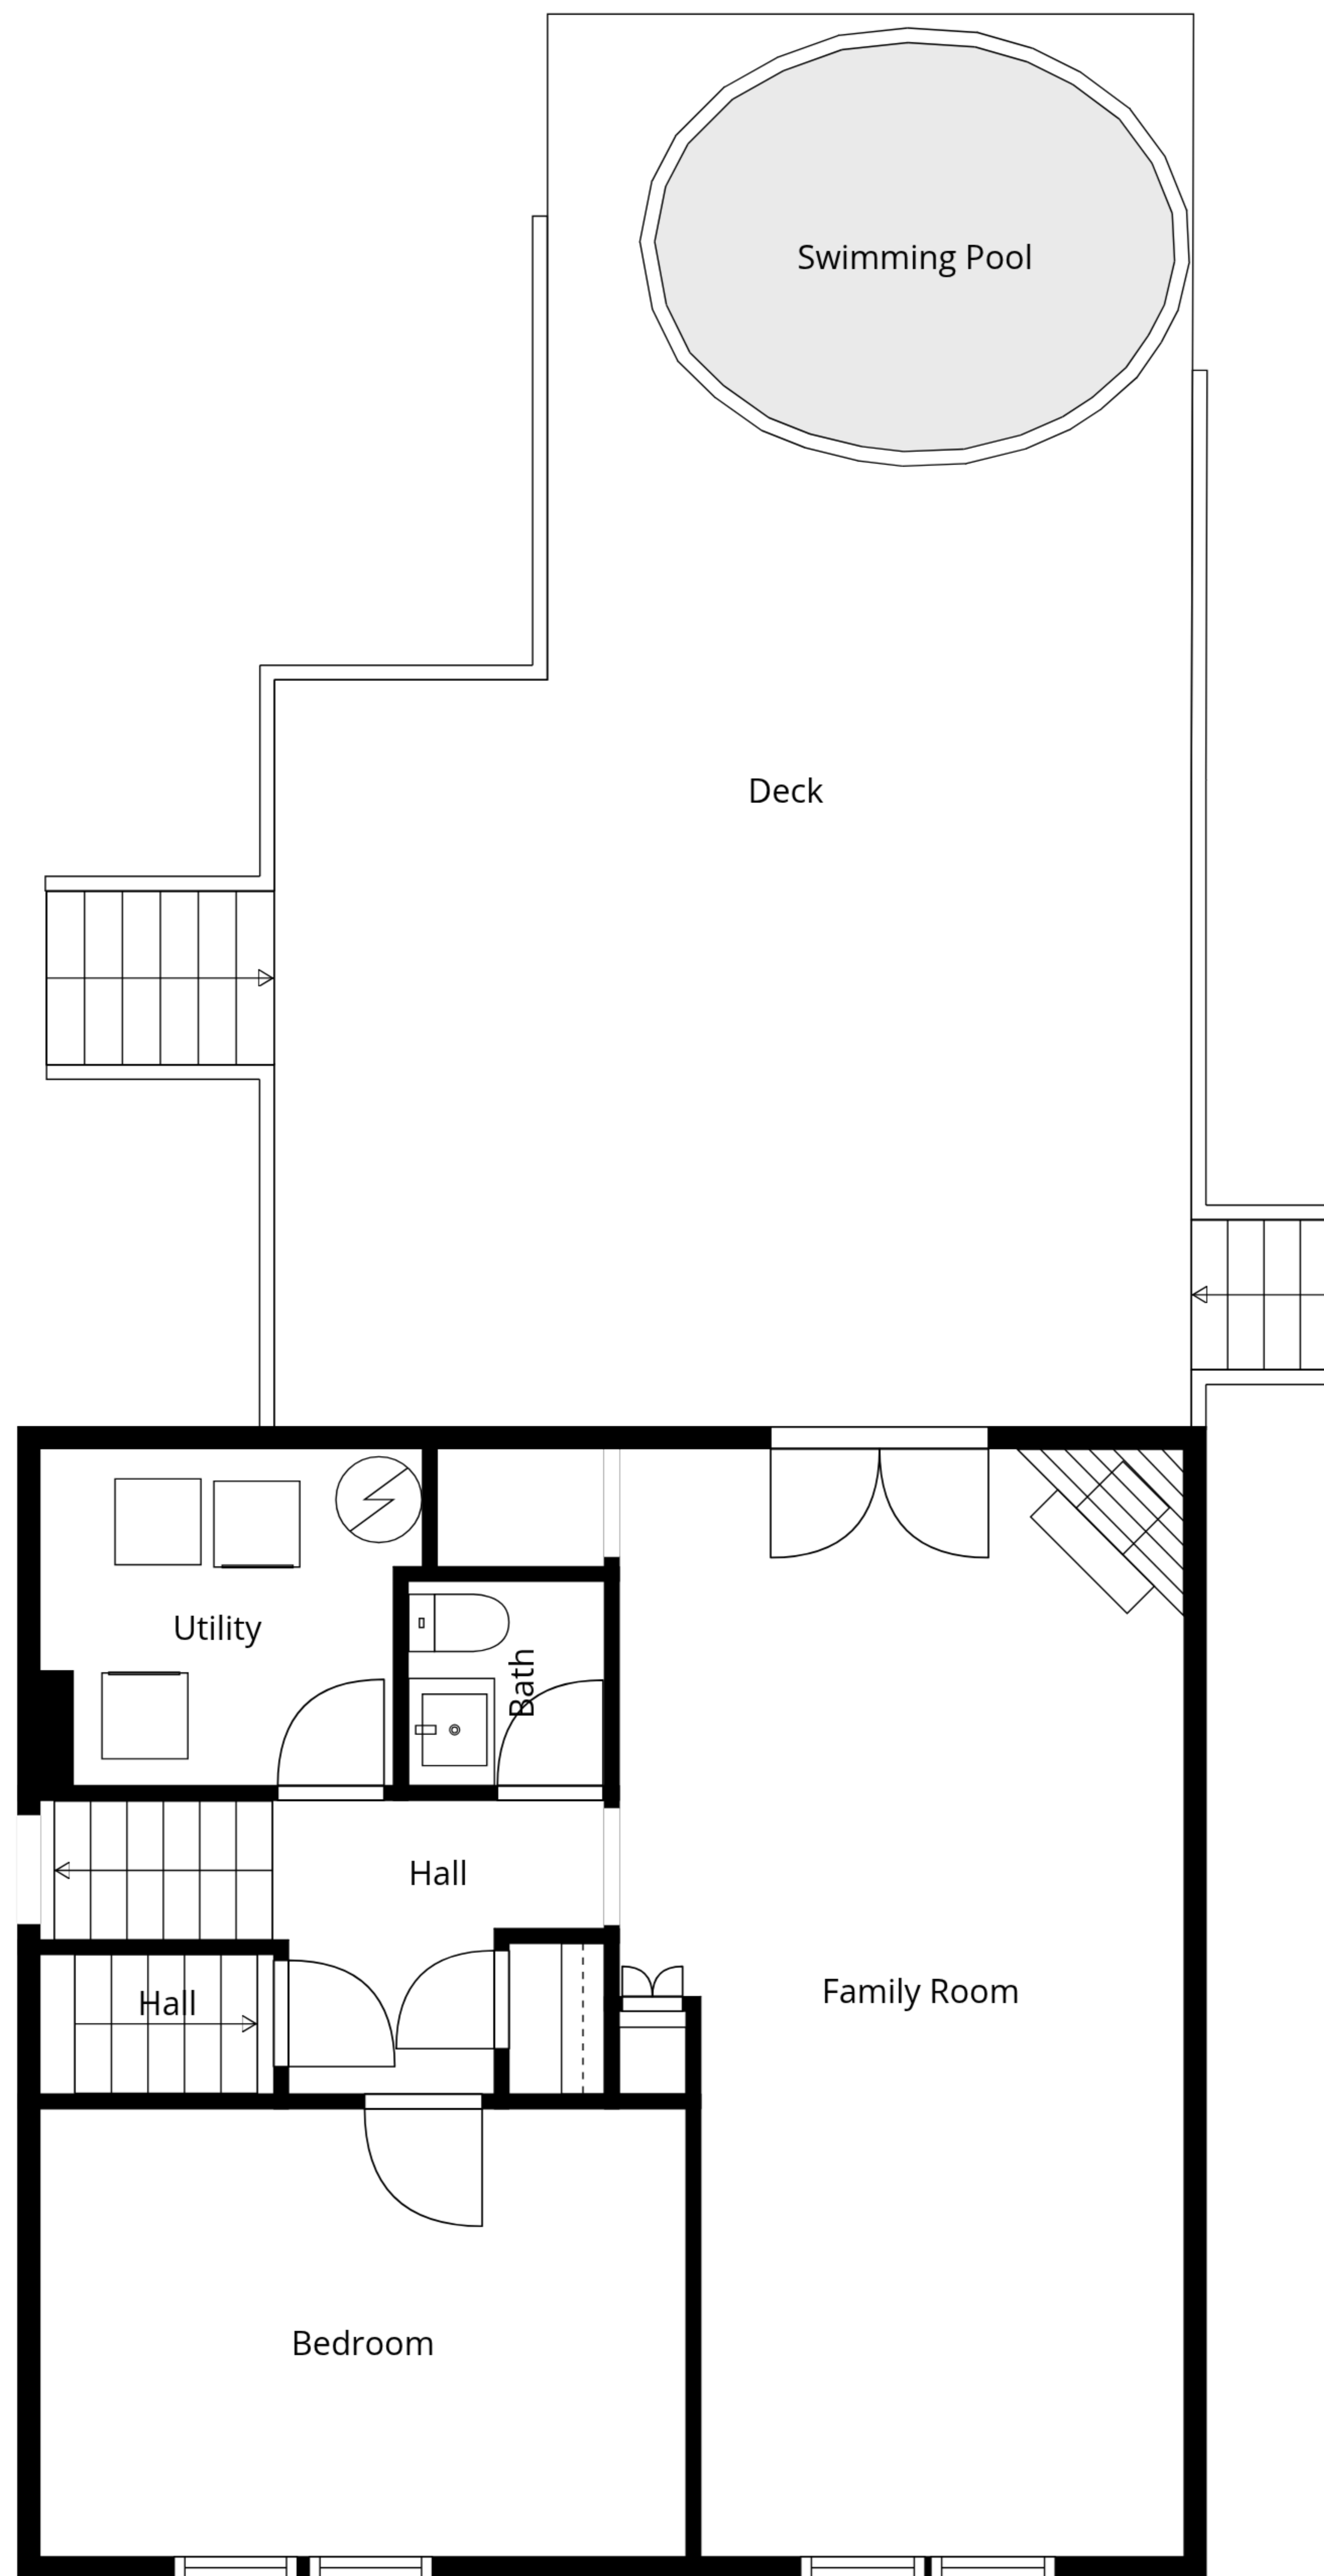 Swimming Pool
Deck
Utility
Bath
Hall
Hall
Family Room
Bedroom